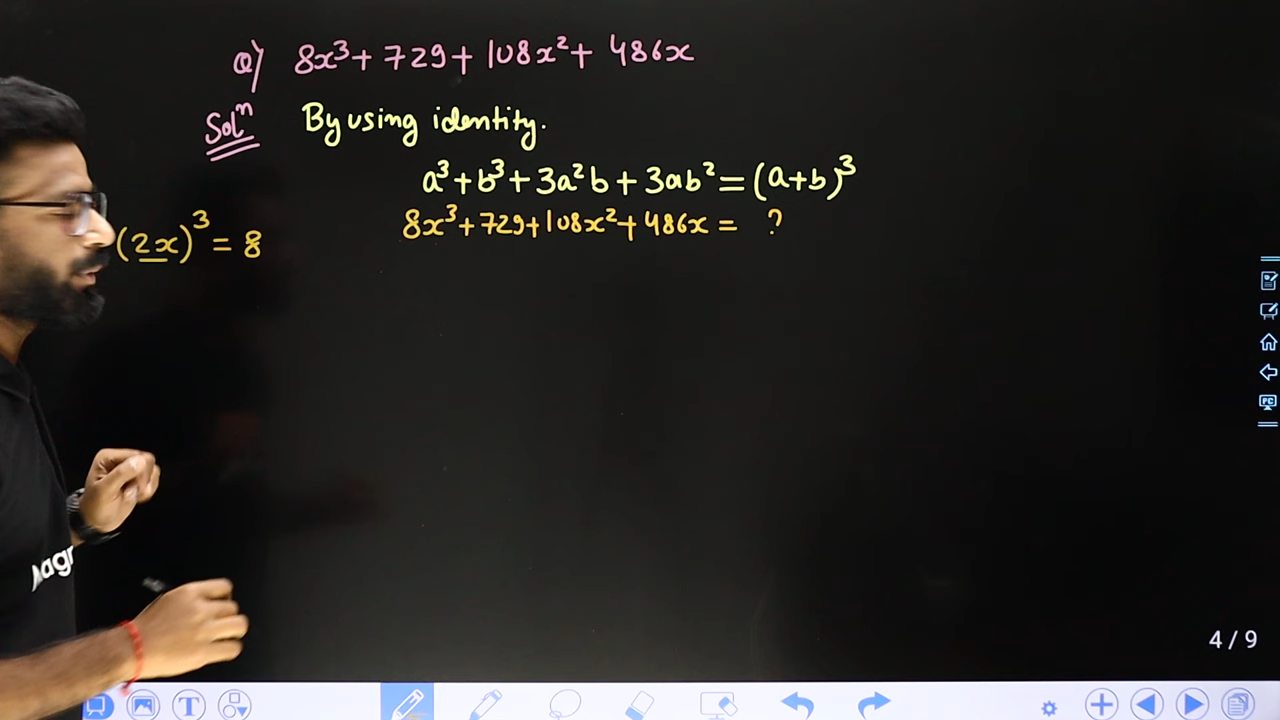 Q) 8x³ + 729 + 108x² + 486x
Solⁿ By using identity.
a³ + b³ + 3a²b + 3ab² = (a+b)³
8x³ + 729 + 108x² + 486x = ?
(2x)³ = 8
4 / 9